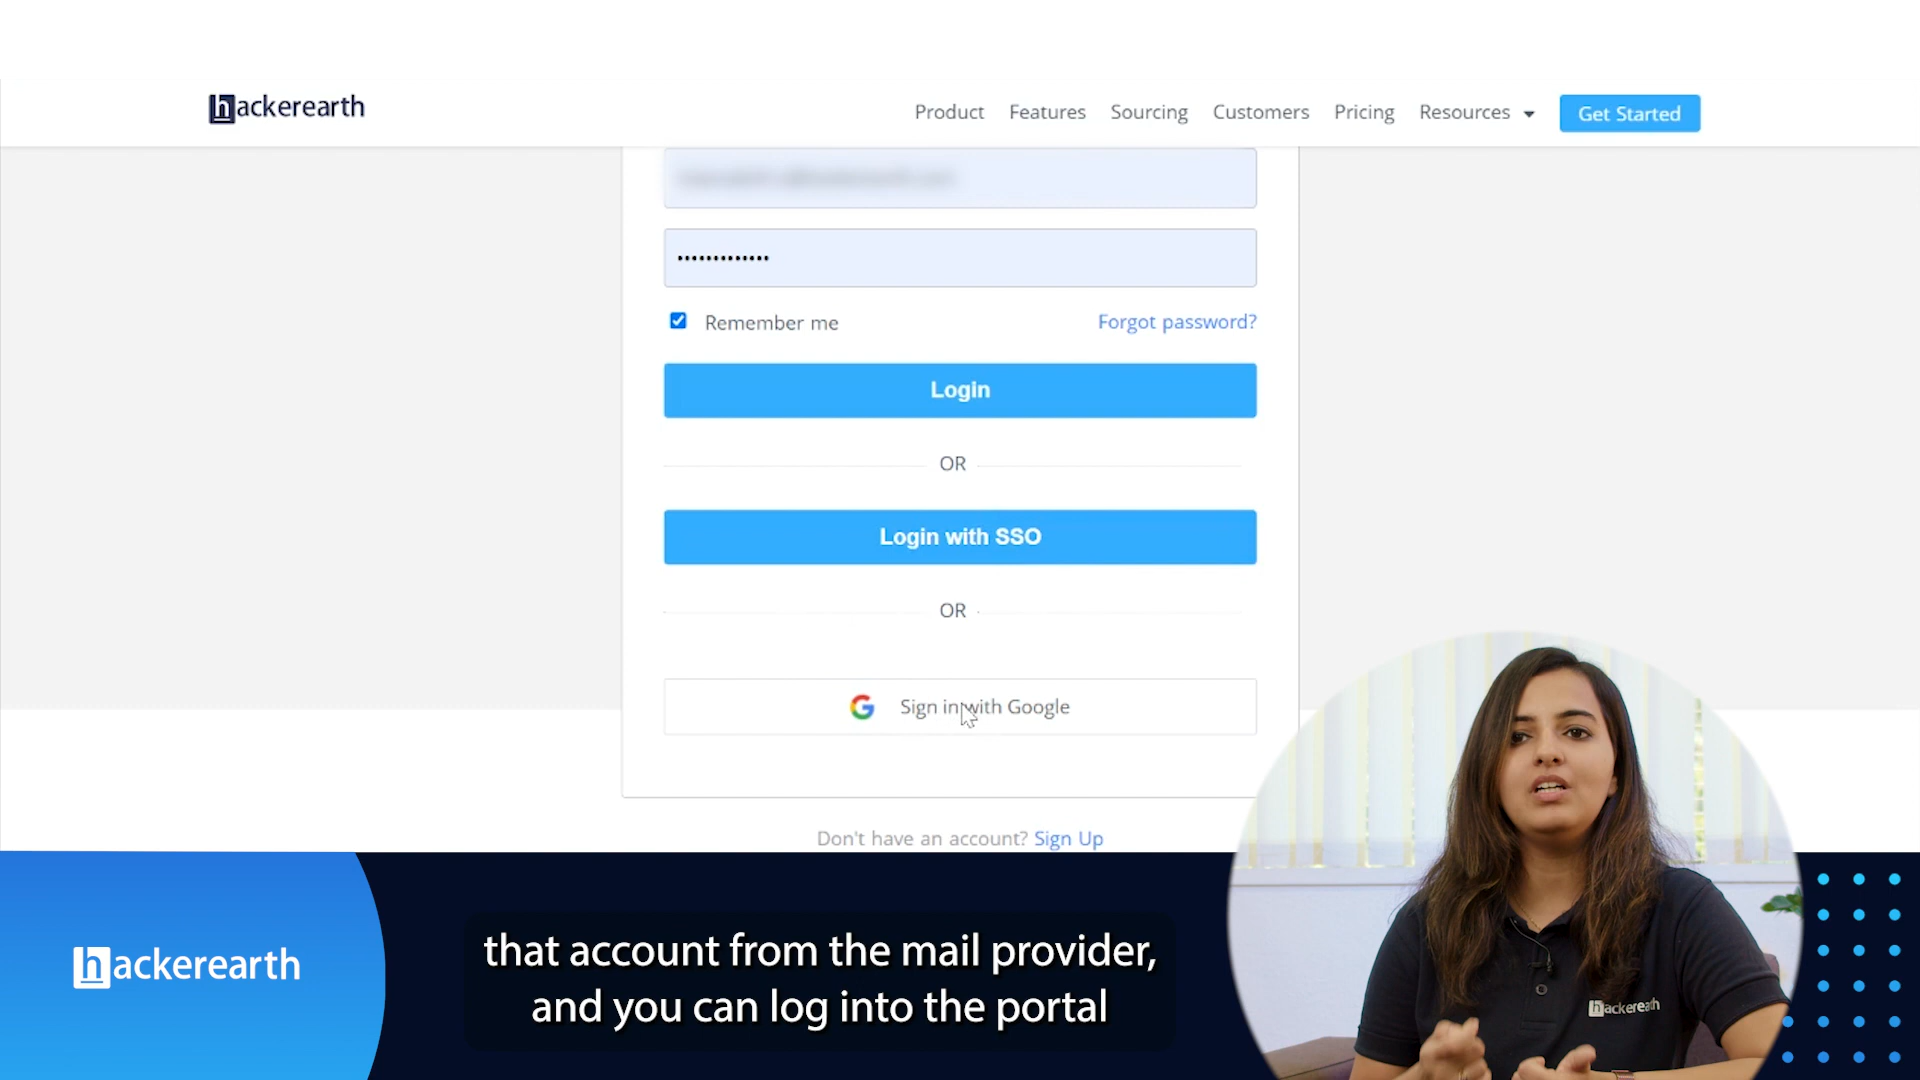 hackerearth
Product Features Sourcing Customers Pricing Resources Get Started
•••••••••••••
Remember me Forgot password?
Login
OR
Login with SSO
OR
Sign in with Google
Don't have an account? Sign Up
hackerearth
that account from the mail provider,
and you can log into the portal
hackerearth